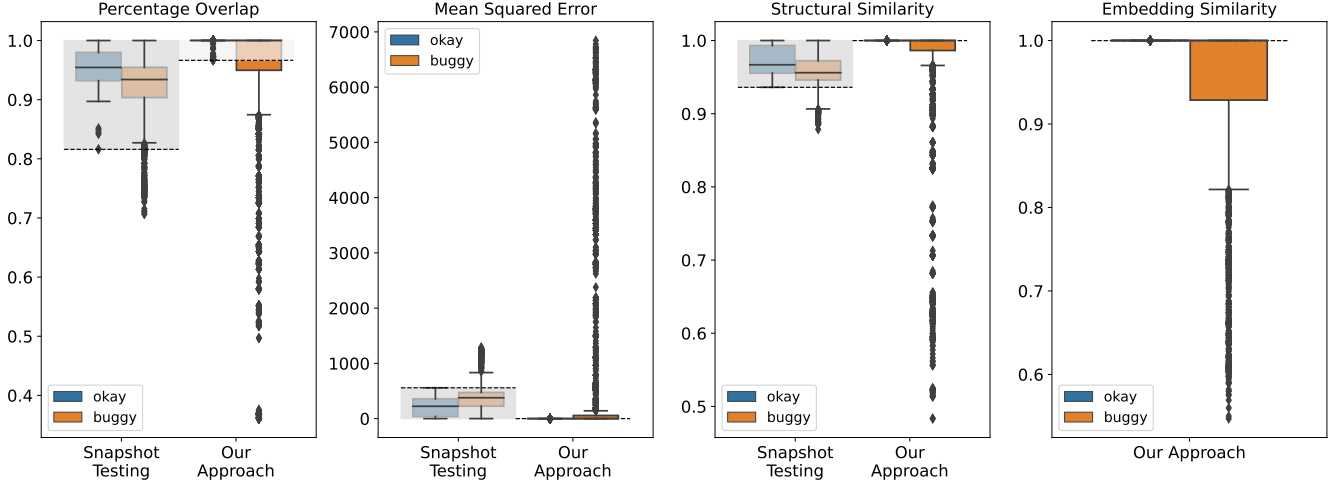 Percentage Overlap
1.0
0.9
0.8
0.7
0.6
0.5
0.4
okay
buggy
Snapshot
Testing
Our
Approach
Mean Squared Error
7000
6000
5000
4000
3000
2000
1000
0
okay
buggy
Snapshot
Testing
Our
Approach
Structural Similarity
1.0
0.9
0.8
0.7
0.6
0.5
okay
buggy
Snapshot
Testing
Our
Approach
Embedding Similarity
1.0
0.9
0.8
0.7
0.6
okay
buggy
Our Approach